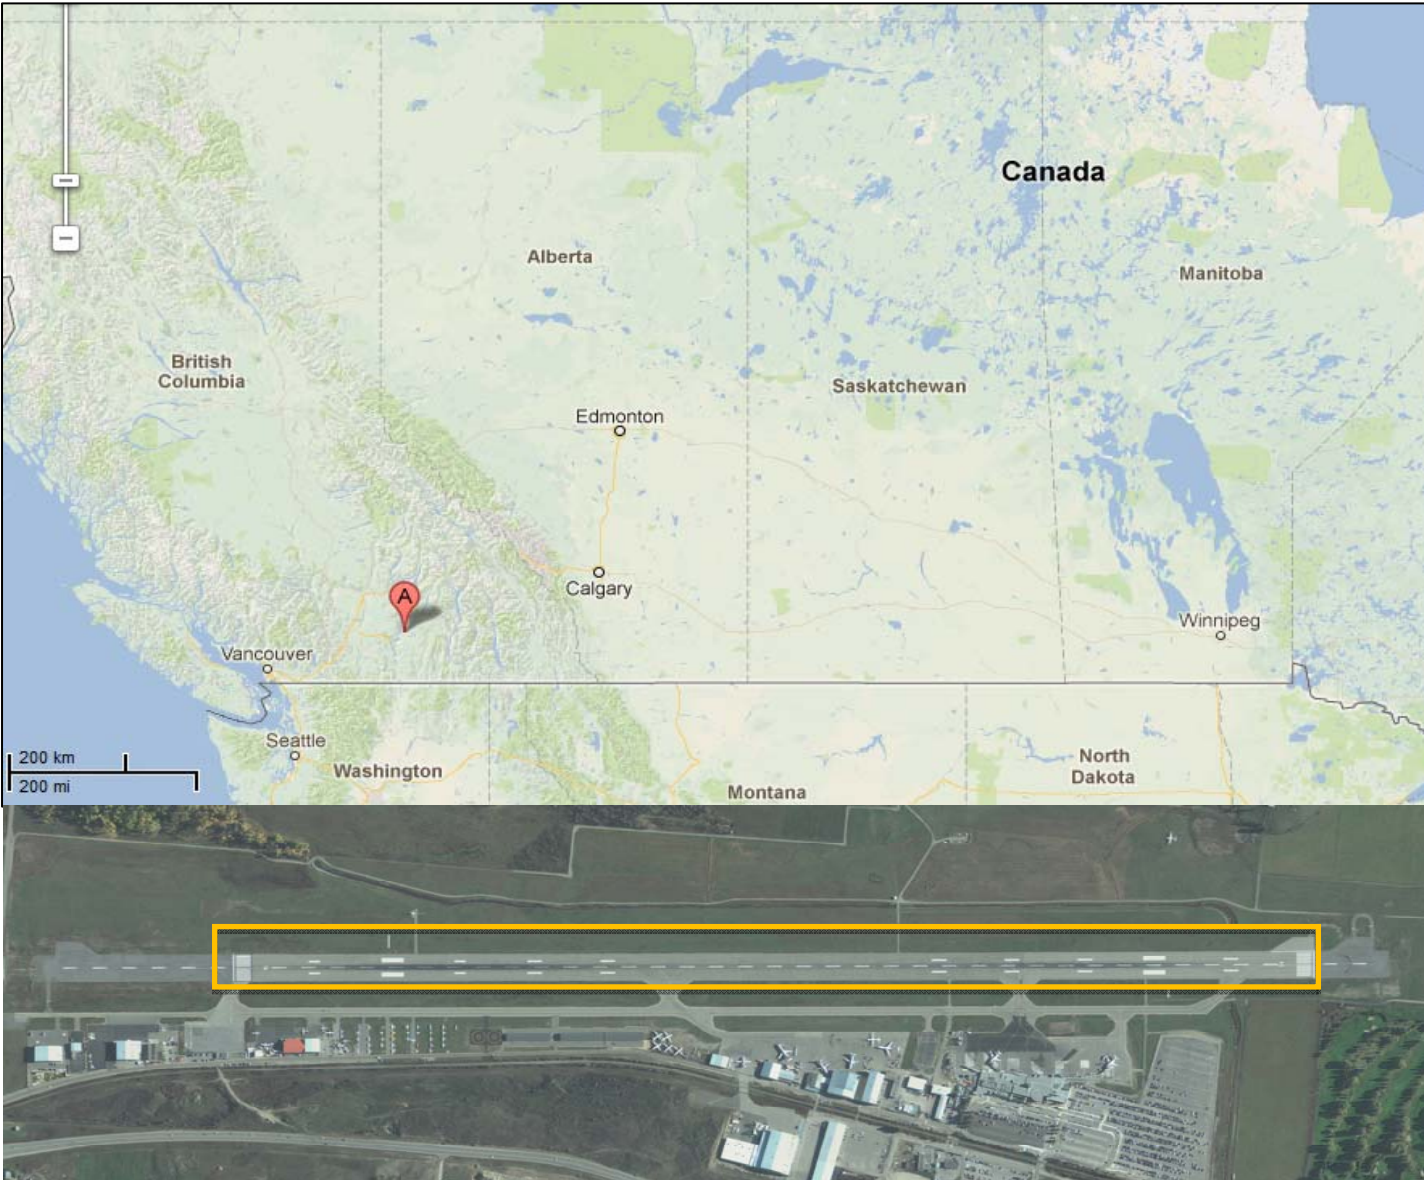 Canada
Alberta
Manitoba
British
Columbia
Saskatchewan
Edmonton
A
Calgary
Winnipeg
Vancouver
Seattle
200 km
200 mi
Washington
North
Dakota
Montana